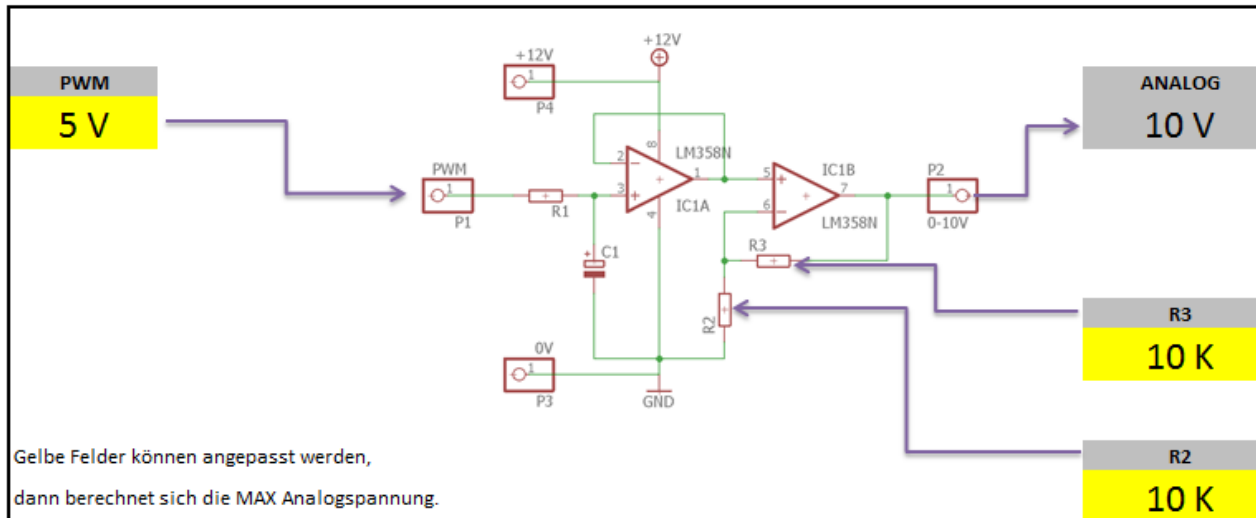 PWM
5 V
+12V
+12V
1
P4
ANALOG
10 V
8
2
LM358N
1
PWM
1
P1
R1
3
IC1A
4
5
IC1B
7
6
LM358N
P2
1
0-10V
C1
+
R3
R2
R3
10 K
0V
1
P3
GND
R2
10 K
Gelbe Felder können angepasst werden,
dann berechnet sich die MAX Analogspannung.